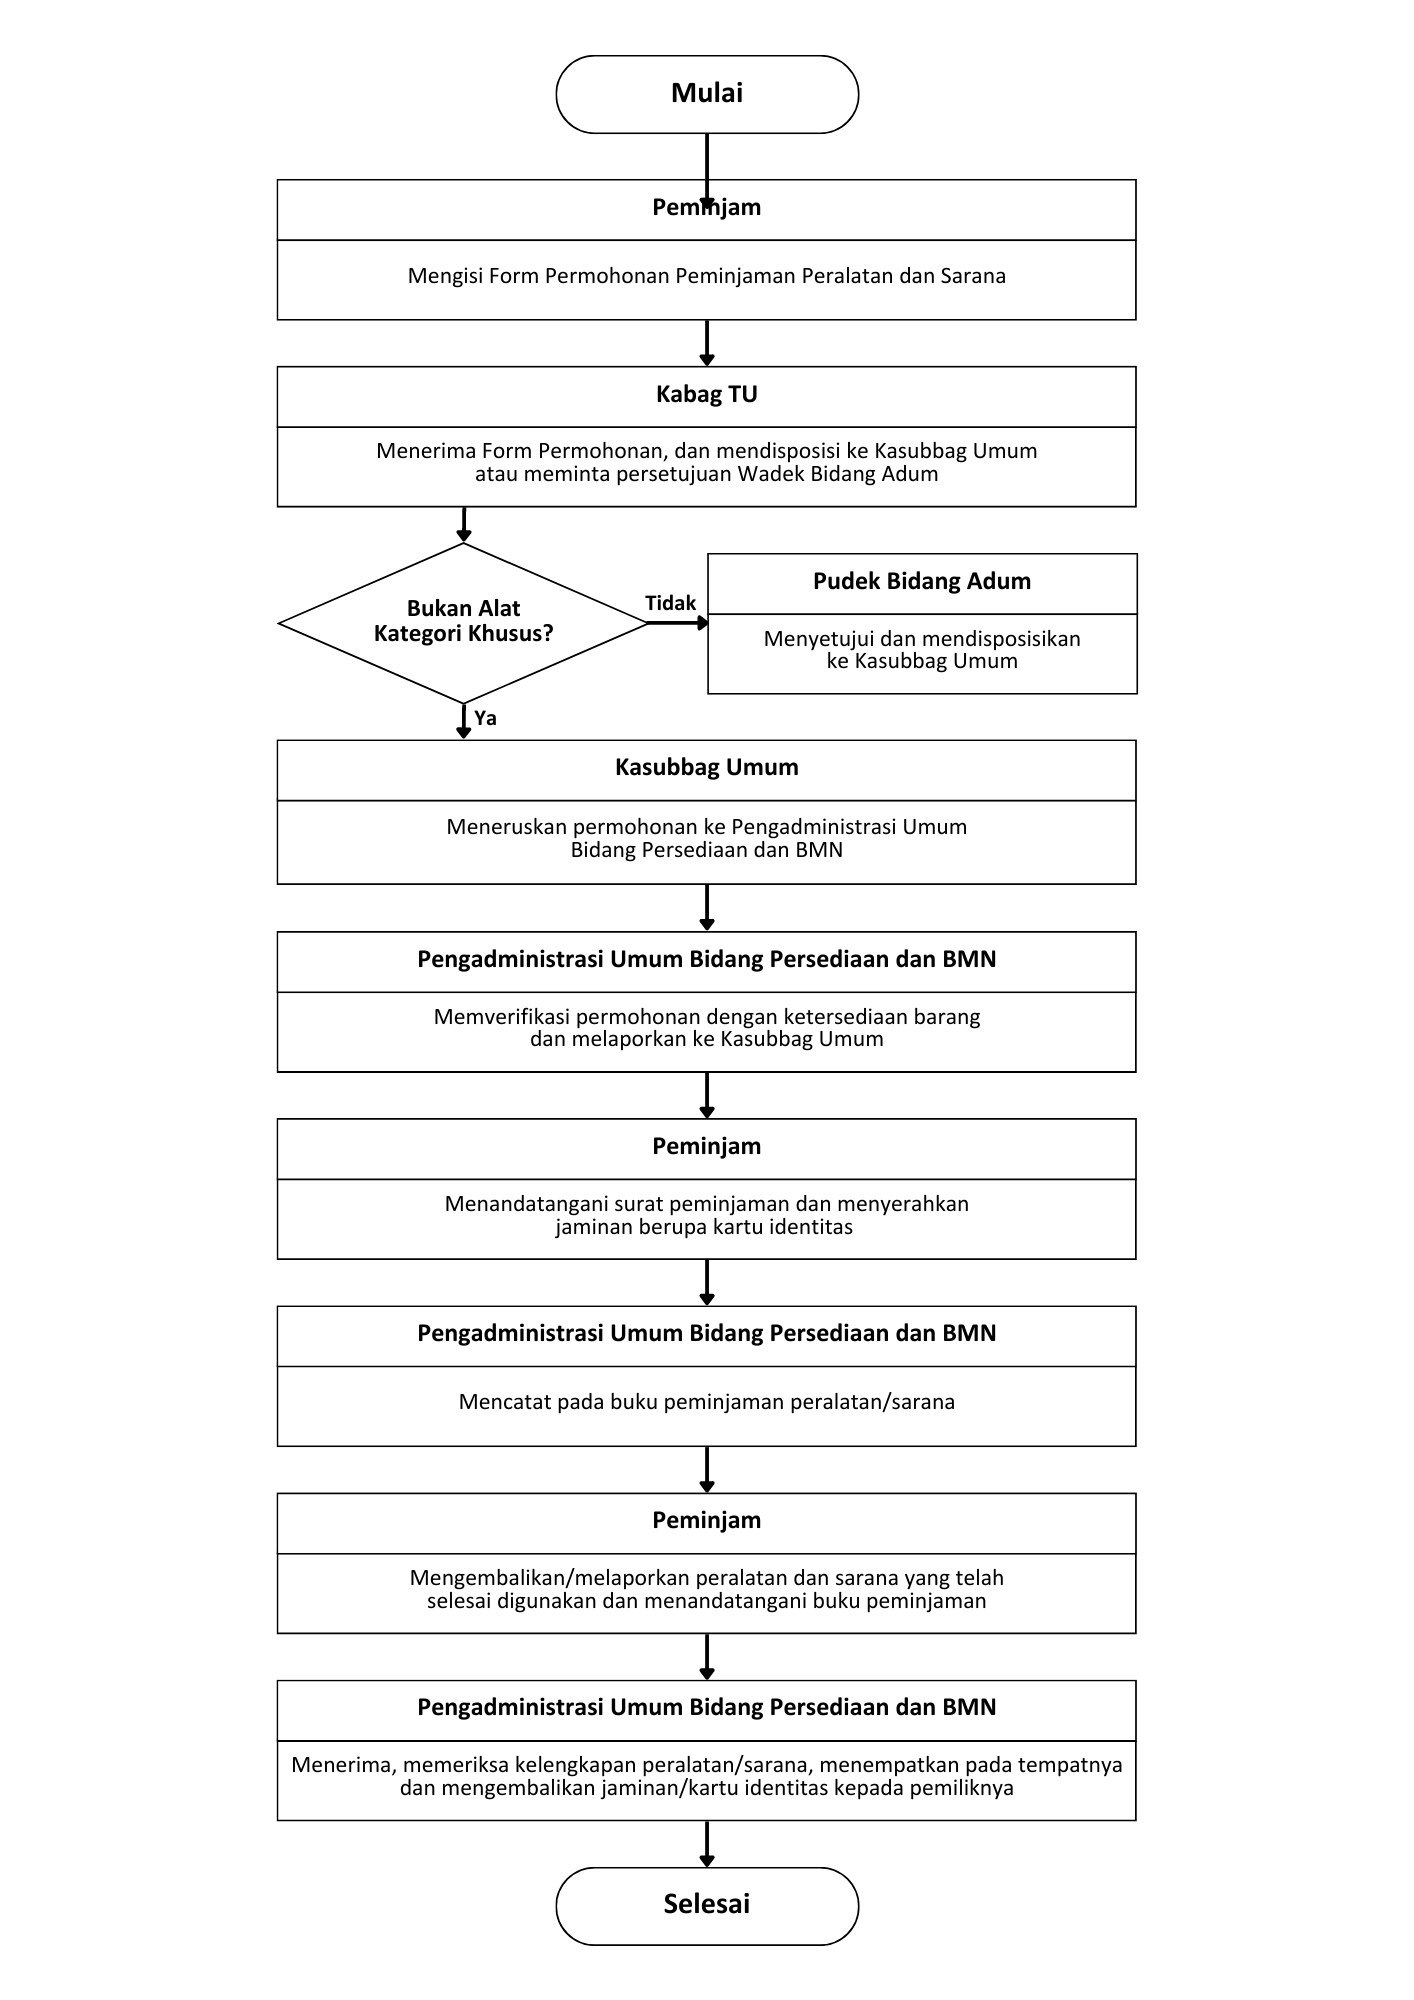 Mulai
Peminjam
Mengisi Form Permohonan Peminjaman Peralatan dan Sarana
Kabag TU
Menerima Form Permohonan, dan mendisposisi ke Kasubbag Umum
atau meminta persetujuan Wadek Bidang Adum
Bukan Alat
Kategori Khusus?
Tidak
Pudek Bidang Adum
Menyetujui dan mendisposisikan
ke Kasubbag Umum
Ya
Kasubbag Umum
Meneruskan permohonan ke Pengadministrasi Umum
Bidang Persediaan dan BMN
Pengadministrasi Umum Bidang Persediaan dan BMN
Memverifikasi permohonan dengan ketersediaan barang
dan melaporkan ke Kasubbag Umum
Peminjam
Menandatangani surat peminjaman dan menyerahkan
jaminan berupa kartu identitas
Pengadministrasi Umum Bidang Persediaan dan BMN
Mencatat pada buku peminjaman peralatan/sarana
Peminjam
Mengembalikan/melaporkan peralatan dan sarana yang telah
selesai digunakan dan menandatangani buku peminjaman
Pengadministrasi Umum Bidang Persediaan dan BMN
Menerima, memeriksa kelengkapan peralatan/sarana, menempatkan pada tempatnya
dan mengembalikan jaminan/kartu identitas kepada pemiliknya
Selesai